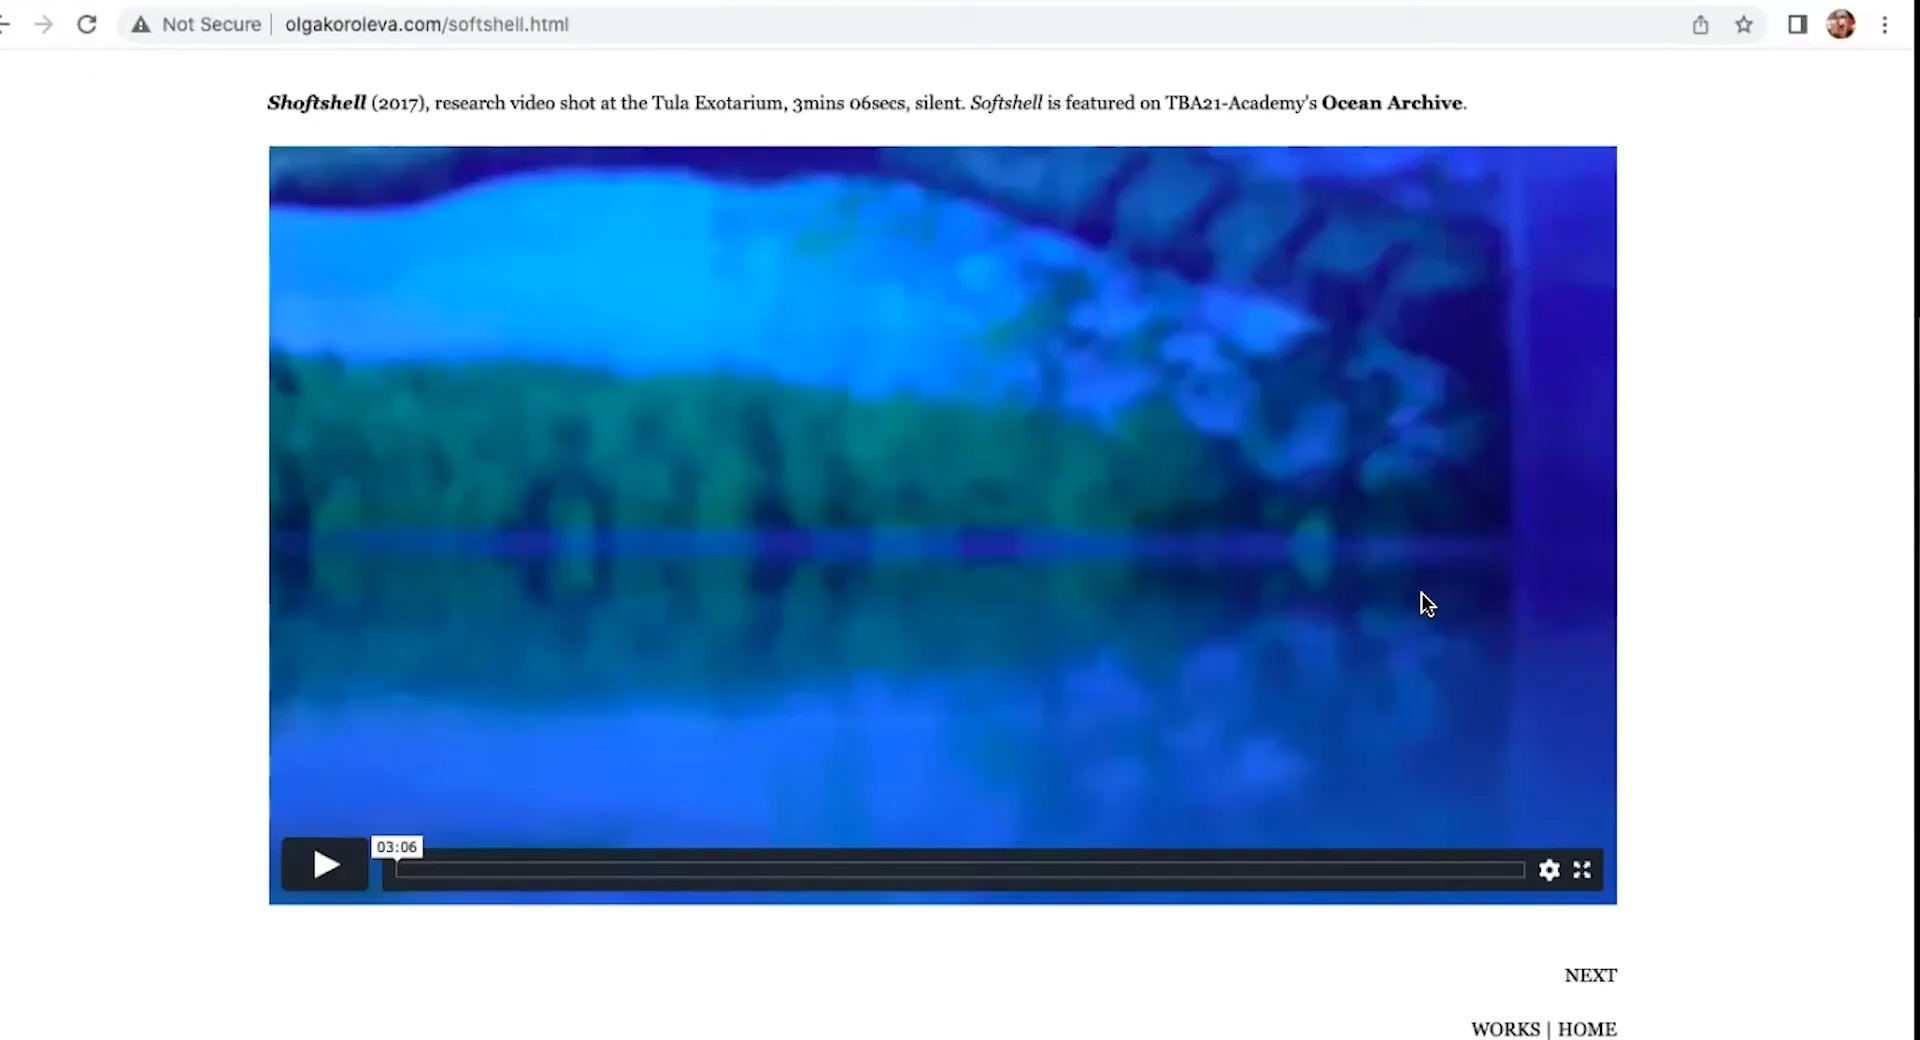 Not Secure | olgakoroleva.com/softshell.html
Shoftshell (2017), research video shot at the Tula Exotarium, 3mins 06secs, silent. Softshell is featured on TBA21-Academy's Ocean Archive.
03:06
NEXT
WORKS | HOME